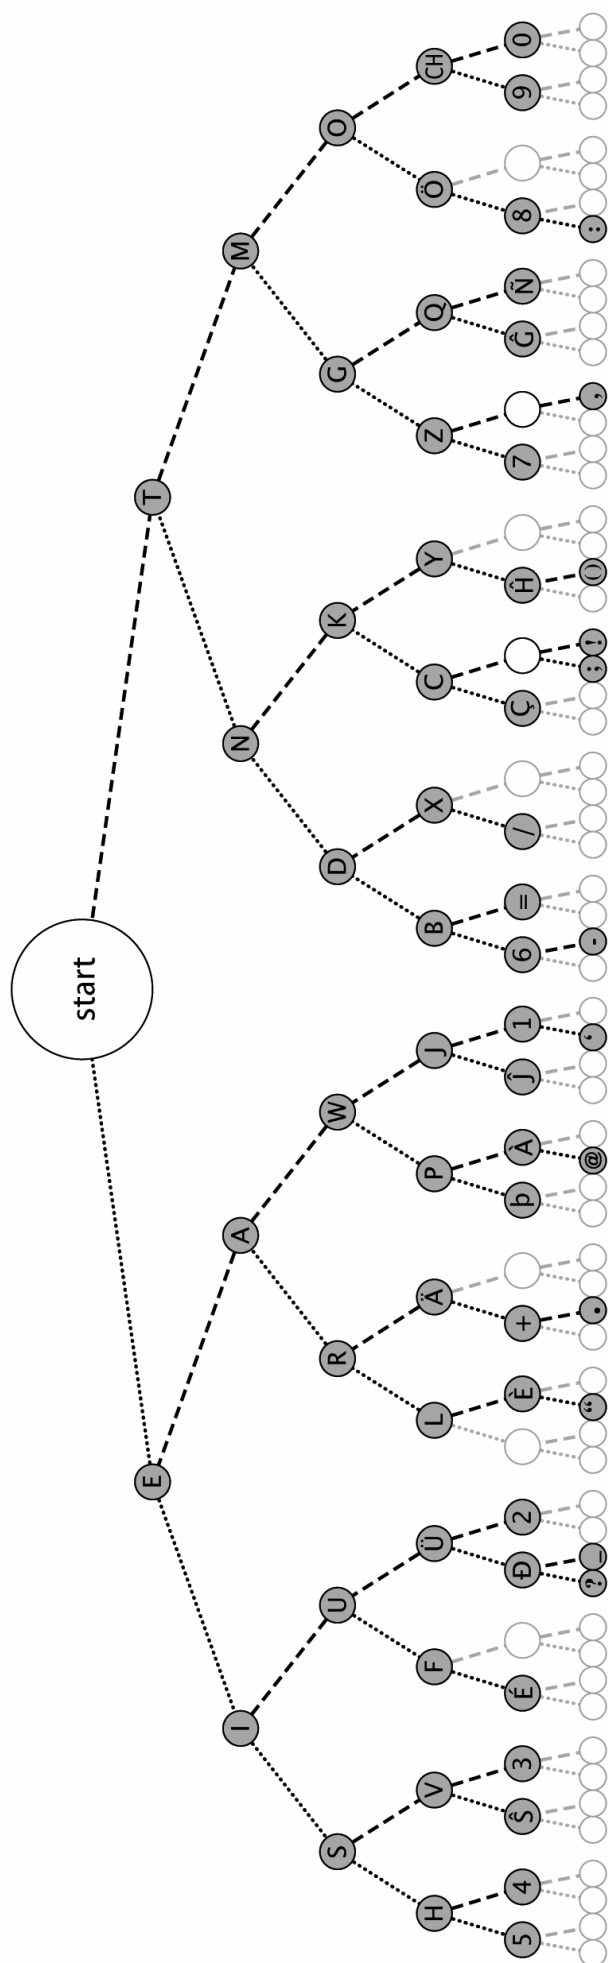 start
E T
I A N M
S U R W D K G O
H V F Ü L Ä P J B X C Y Z Q Ö CH
5 4 Ŝ 3 É Đ 2 È + þ À Ĵ 1 6 = / Ç Ĥ 7 Ĝ Ñ 8 9 0
? _ “ . @ ‘ - ; ! () , :